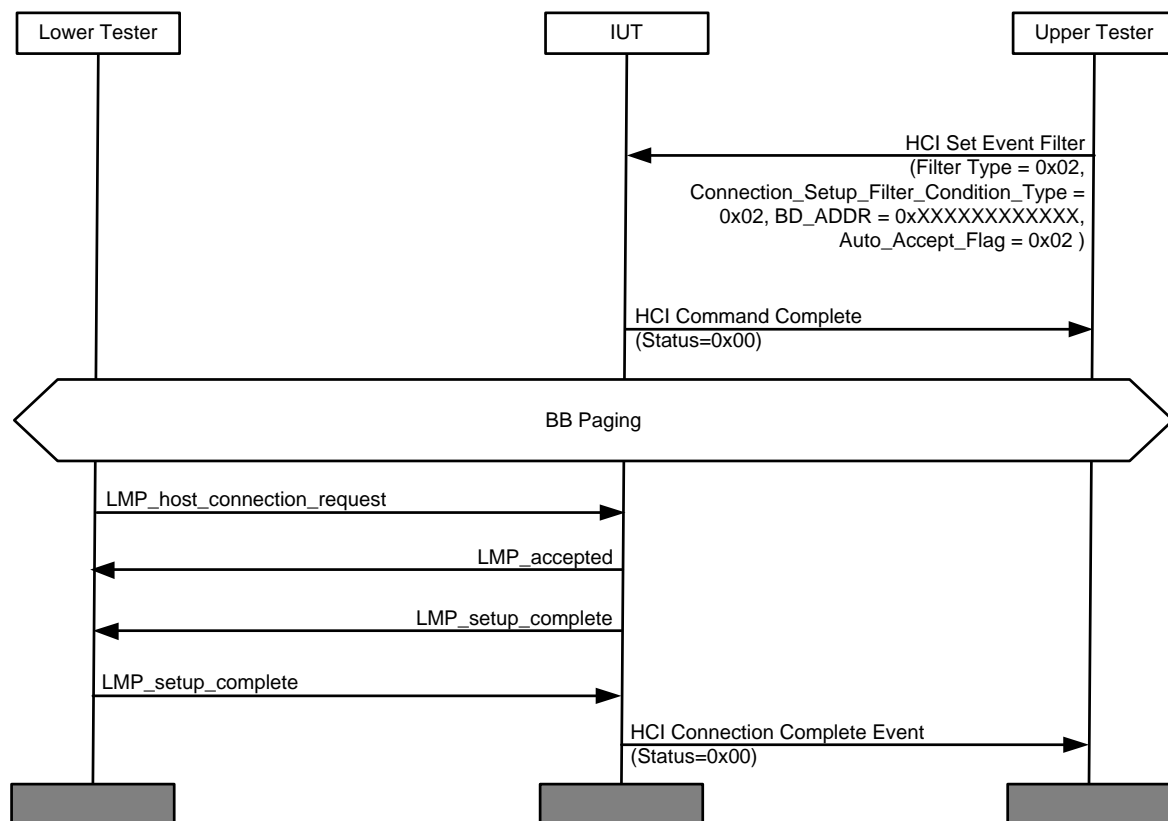 Lower Tester
IUT
Upper Tester
HCI Set Event Filter
(Filter Type = 0x02,
Connection_Setup_Filter_Condition_Type =
0x02, BD_ADDR = 0xXXXXXXXXXXXX,
Auto_Accept_Flag = 0x02 )
HCI Command Complete
(Status=0x00)
BB Paging
LMP_host_connection_request
LMP_accepted
LMP_setup_complete
LMP_setup_complete
HCI Connection Complete Event
(Status=0x00)